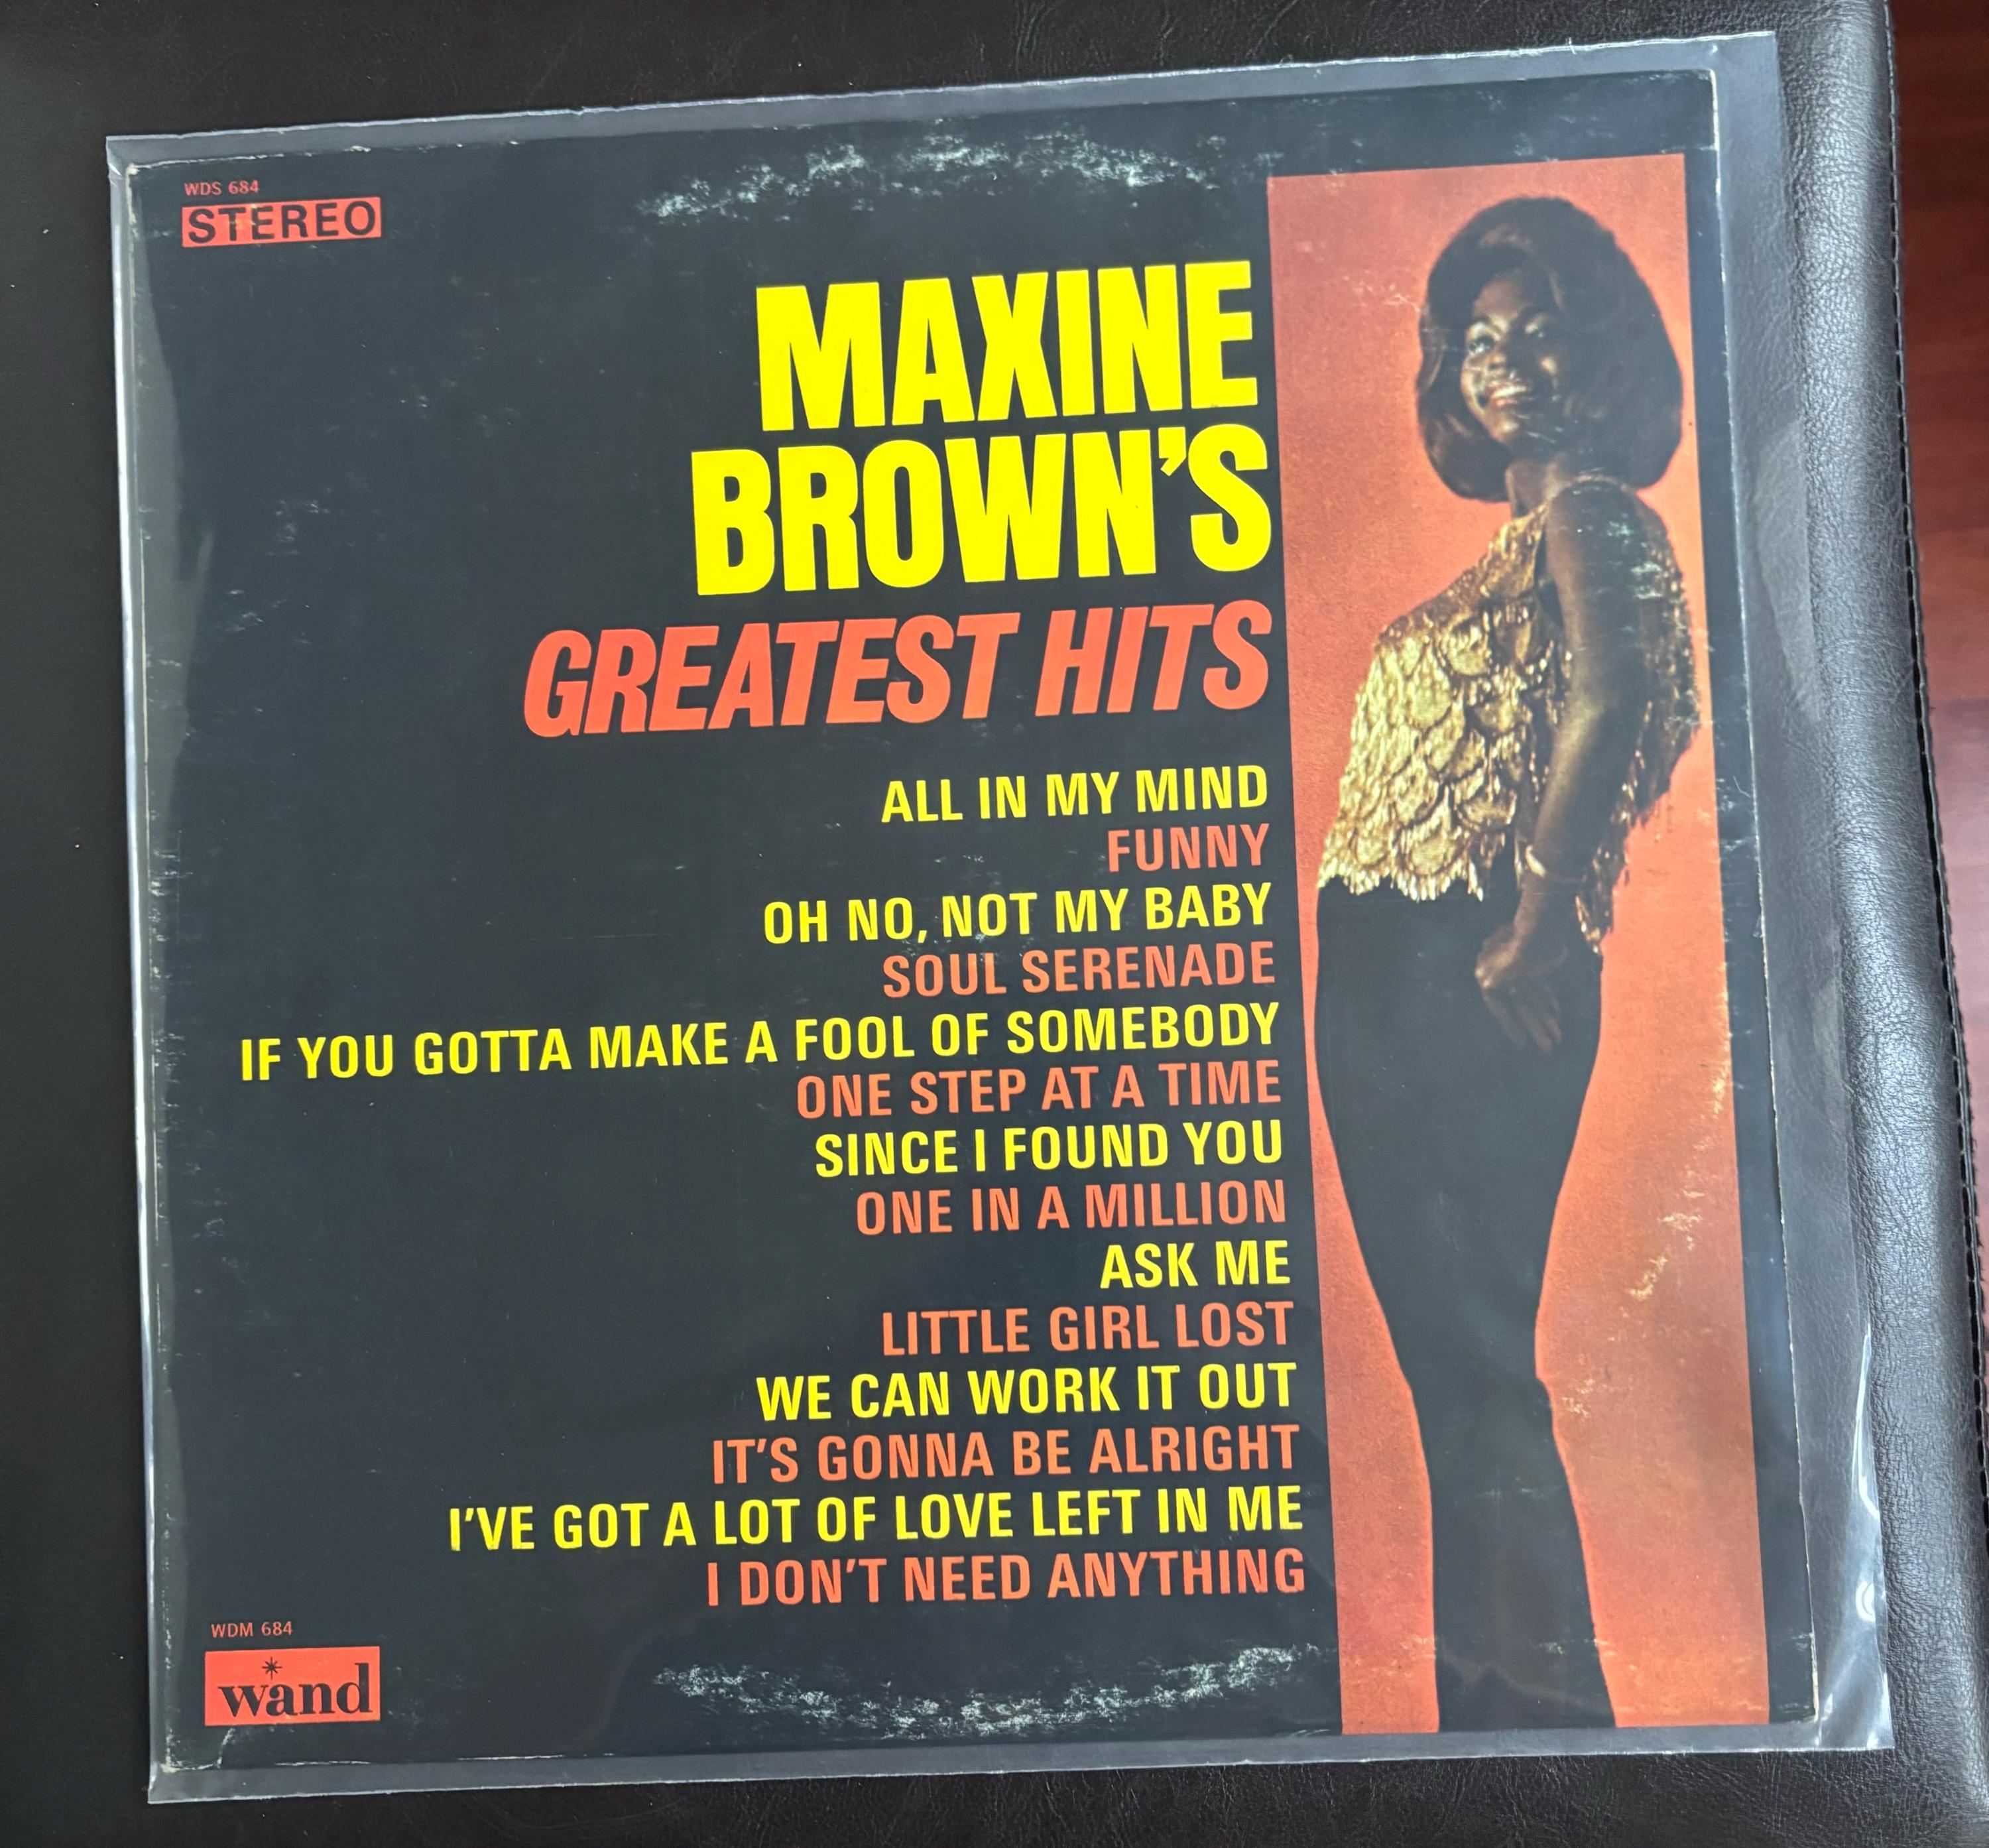 WDS 684
STEREO
MAXINE
BROWN'S
GREATEST HITS
ALL IN MY MIND
FUNNY
OH NO, NOT MY BABY
SOUL SERENADE
IF YOU GOTTA MAKE A FOOL OF SOMEBODY
ONE STEP AT A TIME
SINCE I FOUND YOU
ONE IN A MILLION
ASK ME
LITTLE GIRL LOST
WE CAN WORK IT OUT
IT'S GONNA BE ALRIGHT
I'VE GOT A LOT OF LOVE LEFT IN ME
I DON'T NEED ANYTHING
WDM 684
wand